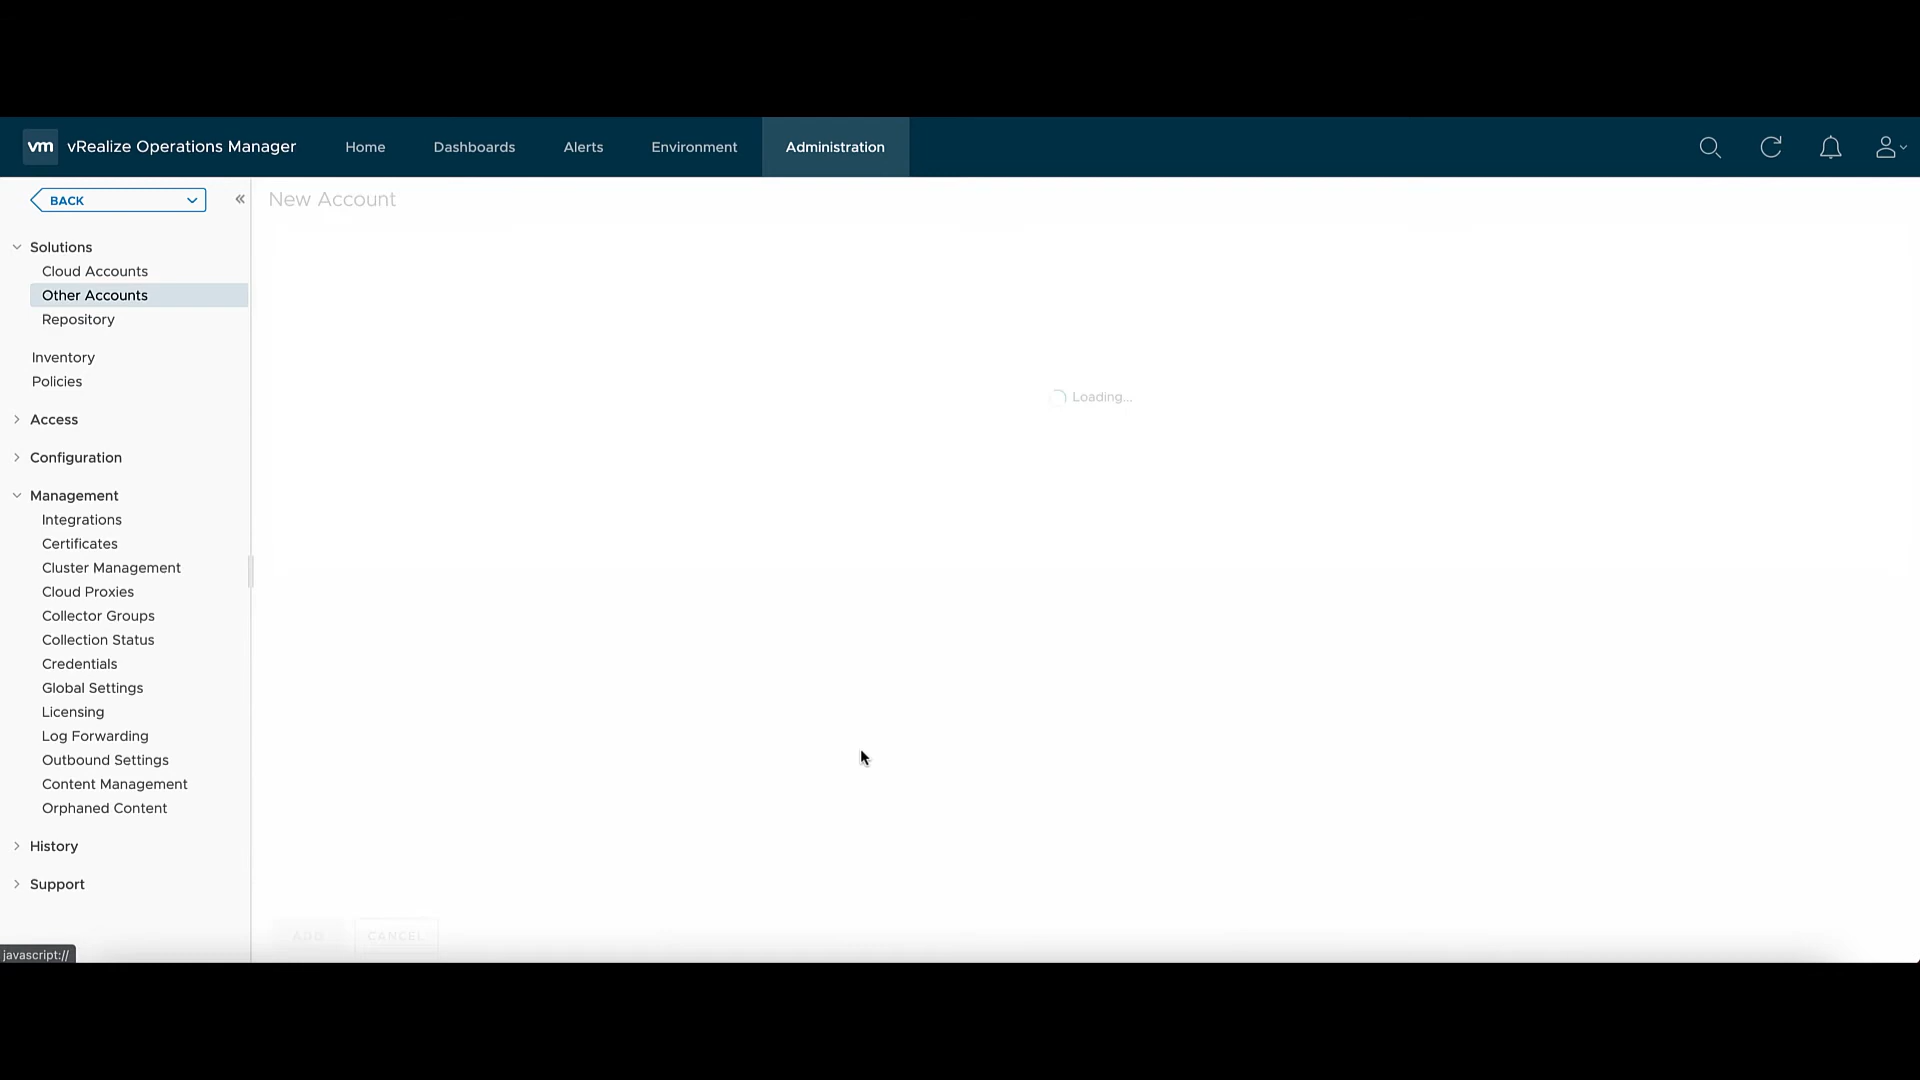 vm vRealize Operations Manager Home Dashboards Alerts Environment Administration
BACK
New Account
Solutions
Cloud Accounts
Other Accounts
Repository
Inventory
Policies
Loading...
Access
Configuration
Management
Integrations
Certificates
Cluster Management
Cloud Proxies
Collector Groups
Collection Status
Credentials
Global Settings
Licensing
Log Forwarding
Outbound Settings
Content Management
Orphaned Content
History
Support
ADD CANCEL
javascript://